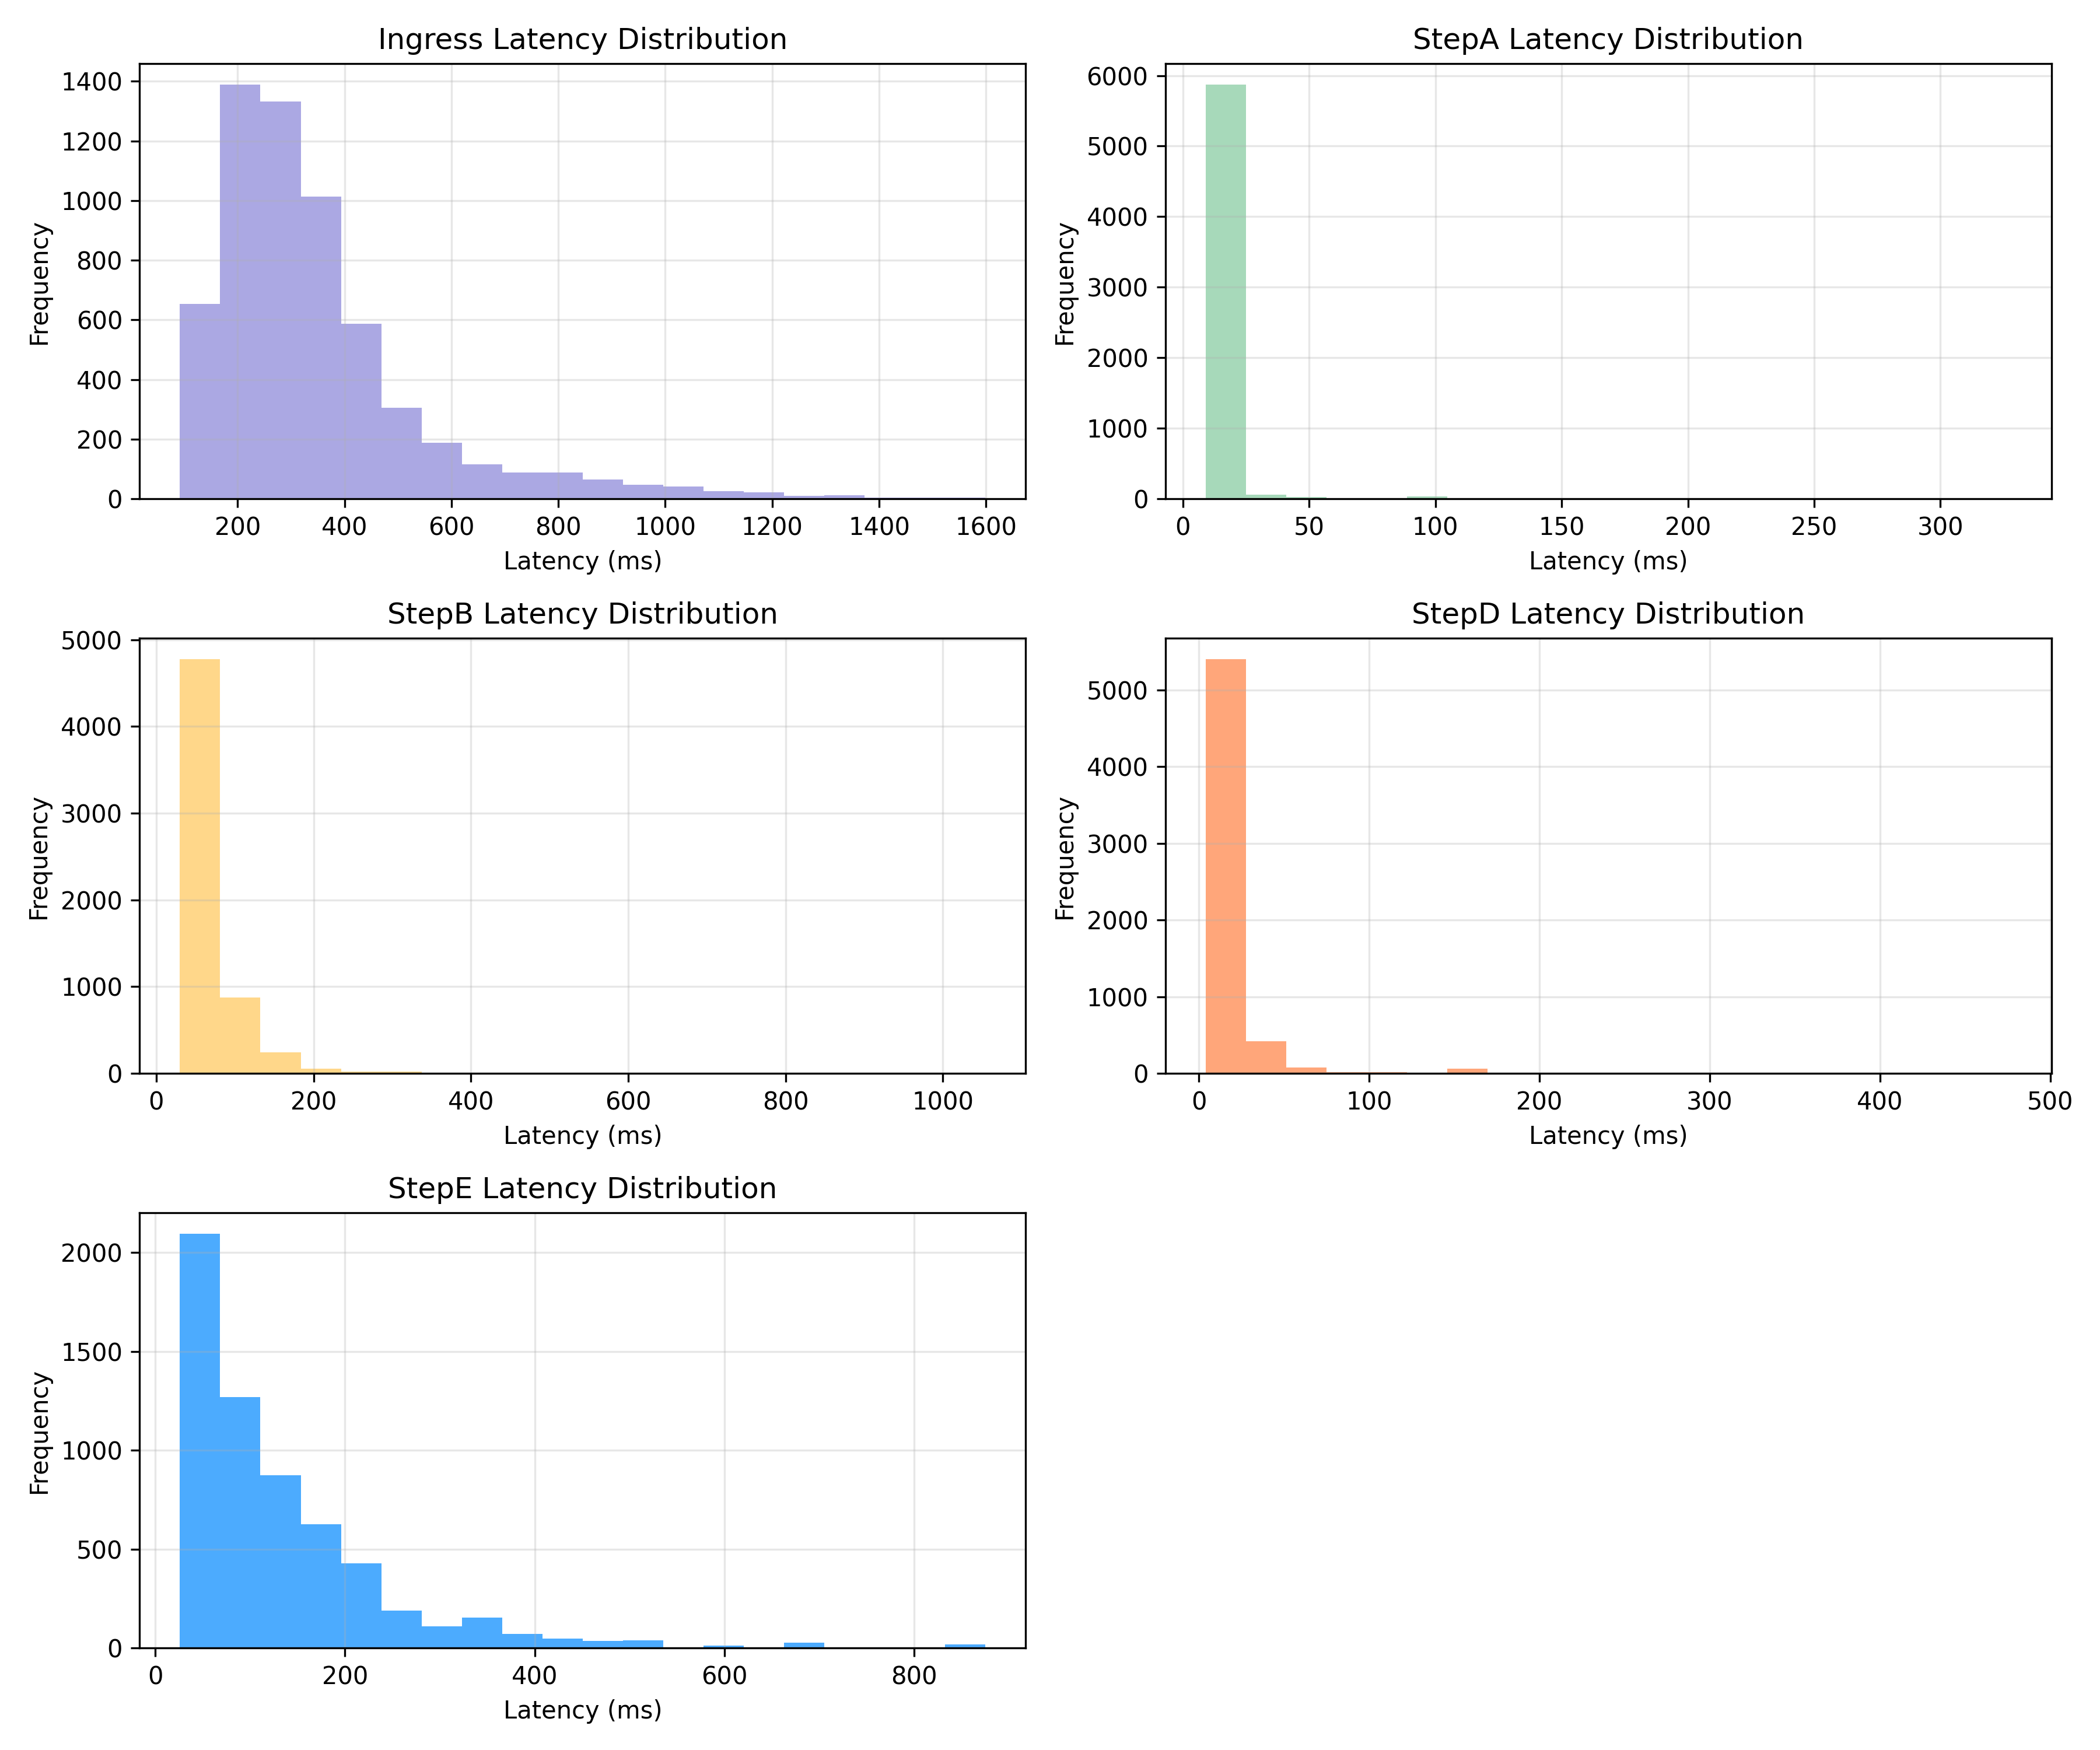 Ingress Latency Distribution
1400
1200
1000
800
600
400
200
0
Frequency
200 400 600 800 1000 1200 1400 1600
Latency (ms)
StepA Latency Distribution
6000
5000
4000
3000
2000
1000
0
Frequency
0 50 100 150 200 250 300
Latency (ms)
StepB Latency Distribution
5000
4000
3000
2000
1000
0
Frequency
0 200 400 600 800 1000
Latency (ms)
StepD Latency Distribution
5000
4000
3000
2000
1000
0
Frequency
0 100 200 300 400 500
Latency (ms)
StepE Latency Distribution
2000
1500
1000
500
0
Frequency
0 200 400 600 800
Latency (ms)